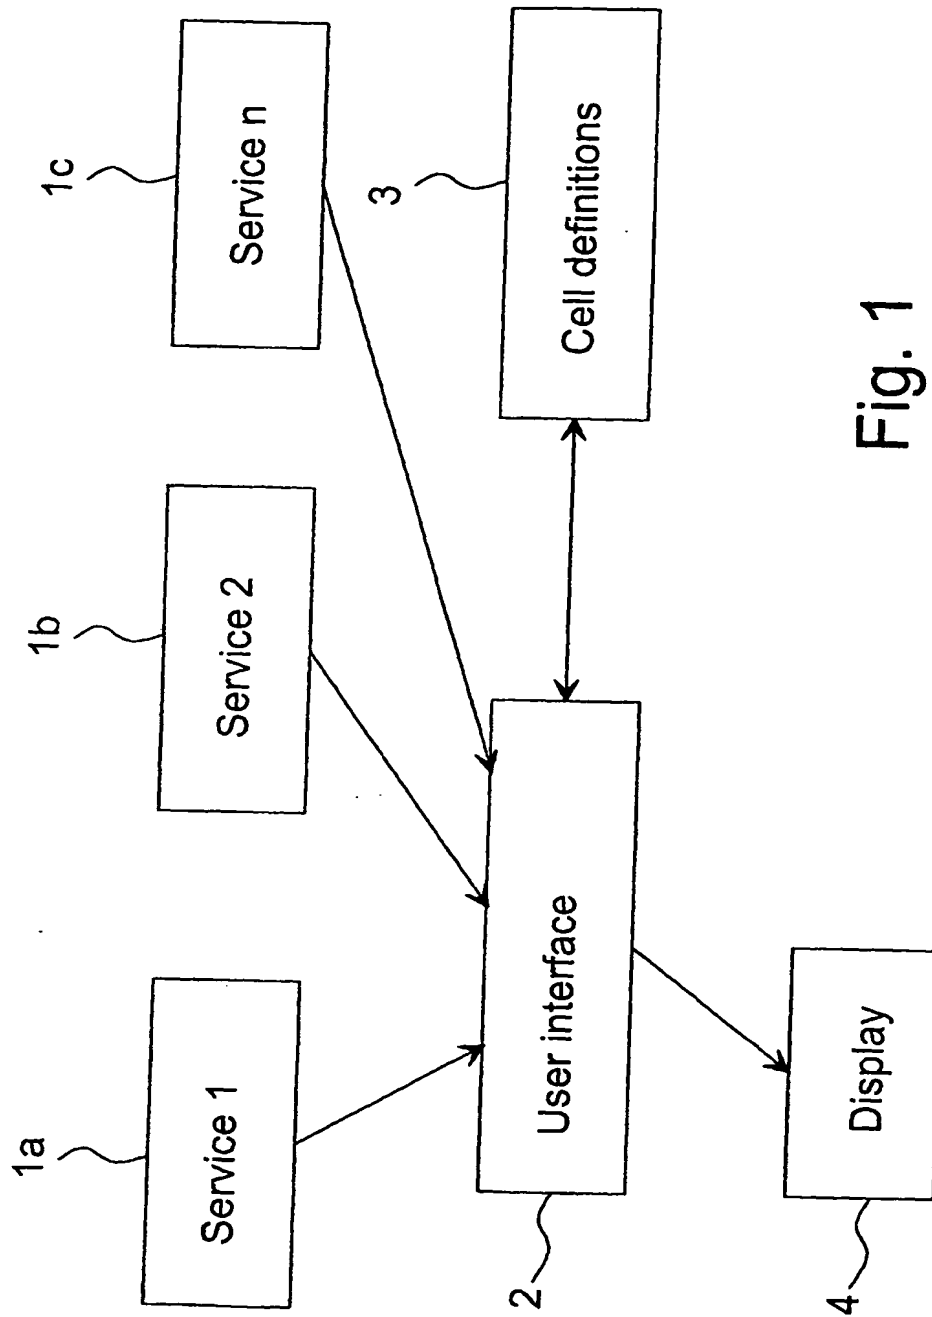 1a
1b
1c
Service 1
Service 2
Service n
3
2
User interface
Cell definitions
4
Display
Fig. 1